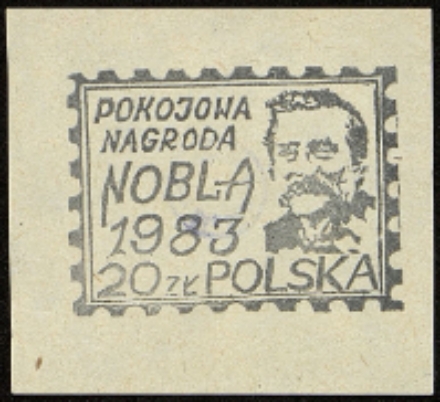 POKOJOWA
NAGRODA
NOBLA
1983
20 ZŁ POLSKA